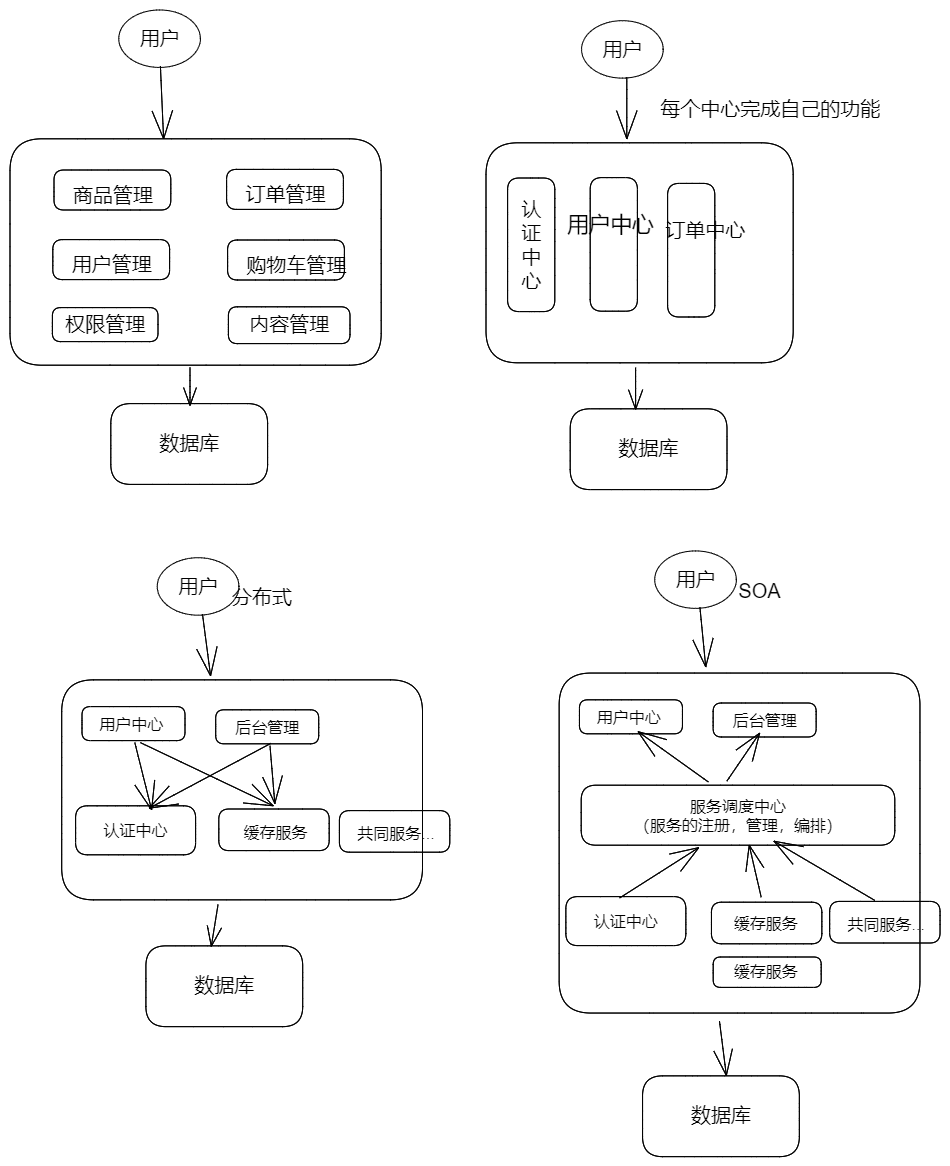 用户
商品管理
订单管理
用户管理
购物车管理
权限管理
内容管理
数据库
用户
每个中心完成自己的功能
认
证
中
心
用户中心
订单中心
数据库
用户
分布式
用户中心
后台管理
认证中心
缓存服务
共同服务...
数据库
用户
SOA
用户中心
后台管理
服务调度中心
（服务的注册，管理，编排）
认证中心
缓存服务
共同服务...
缓存服务
数据库